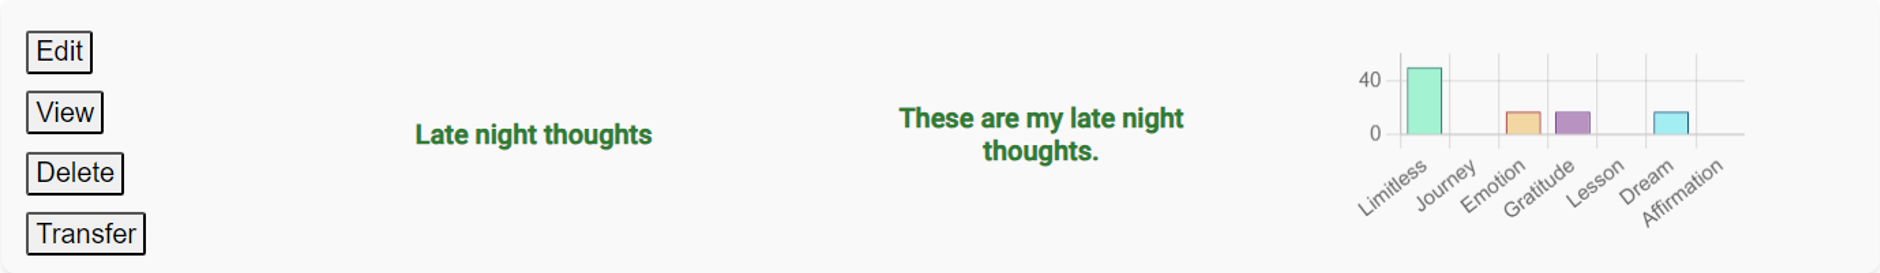 Edit
View
Delete
Transfer
Late night thoughts
These are my late night
thoughts.
40
0
Limitless
Journey
Emotion
Gratitude
Lesson
Dream
Affirmation